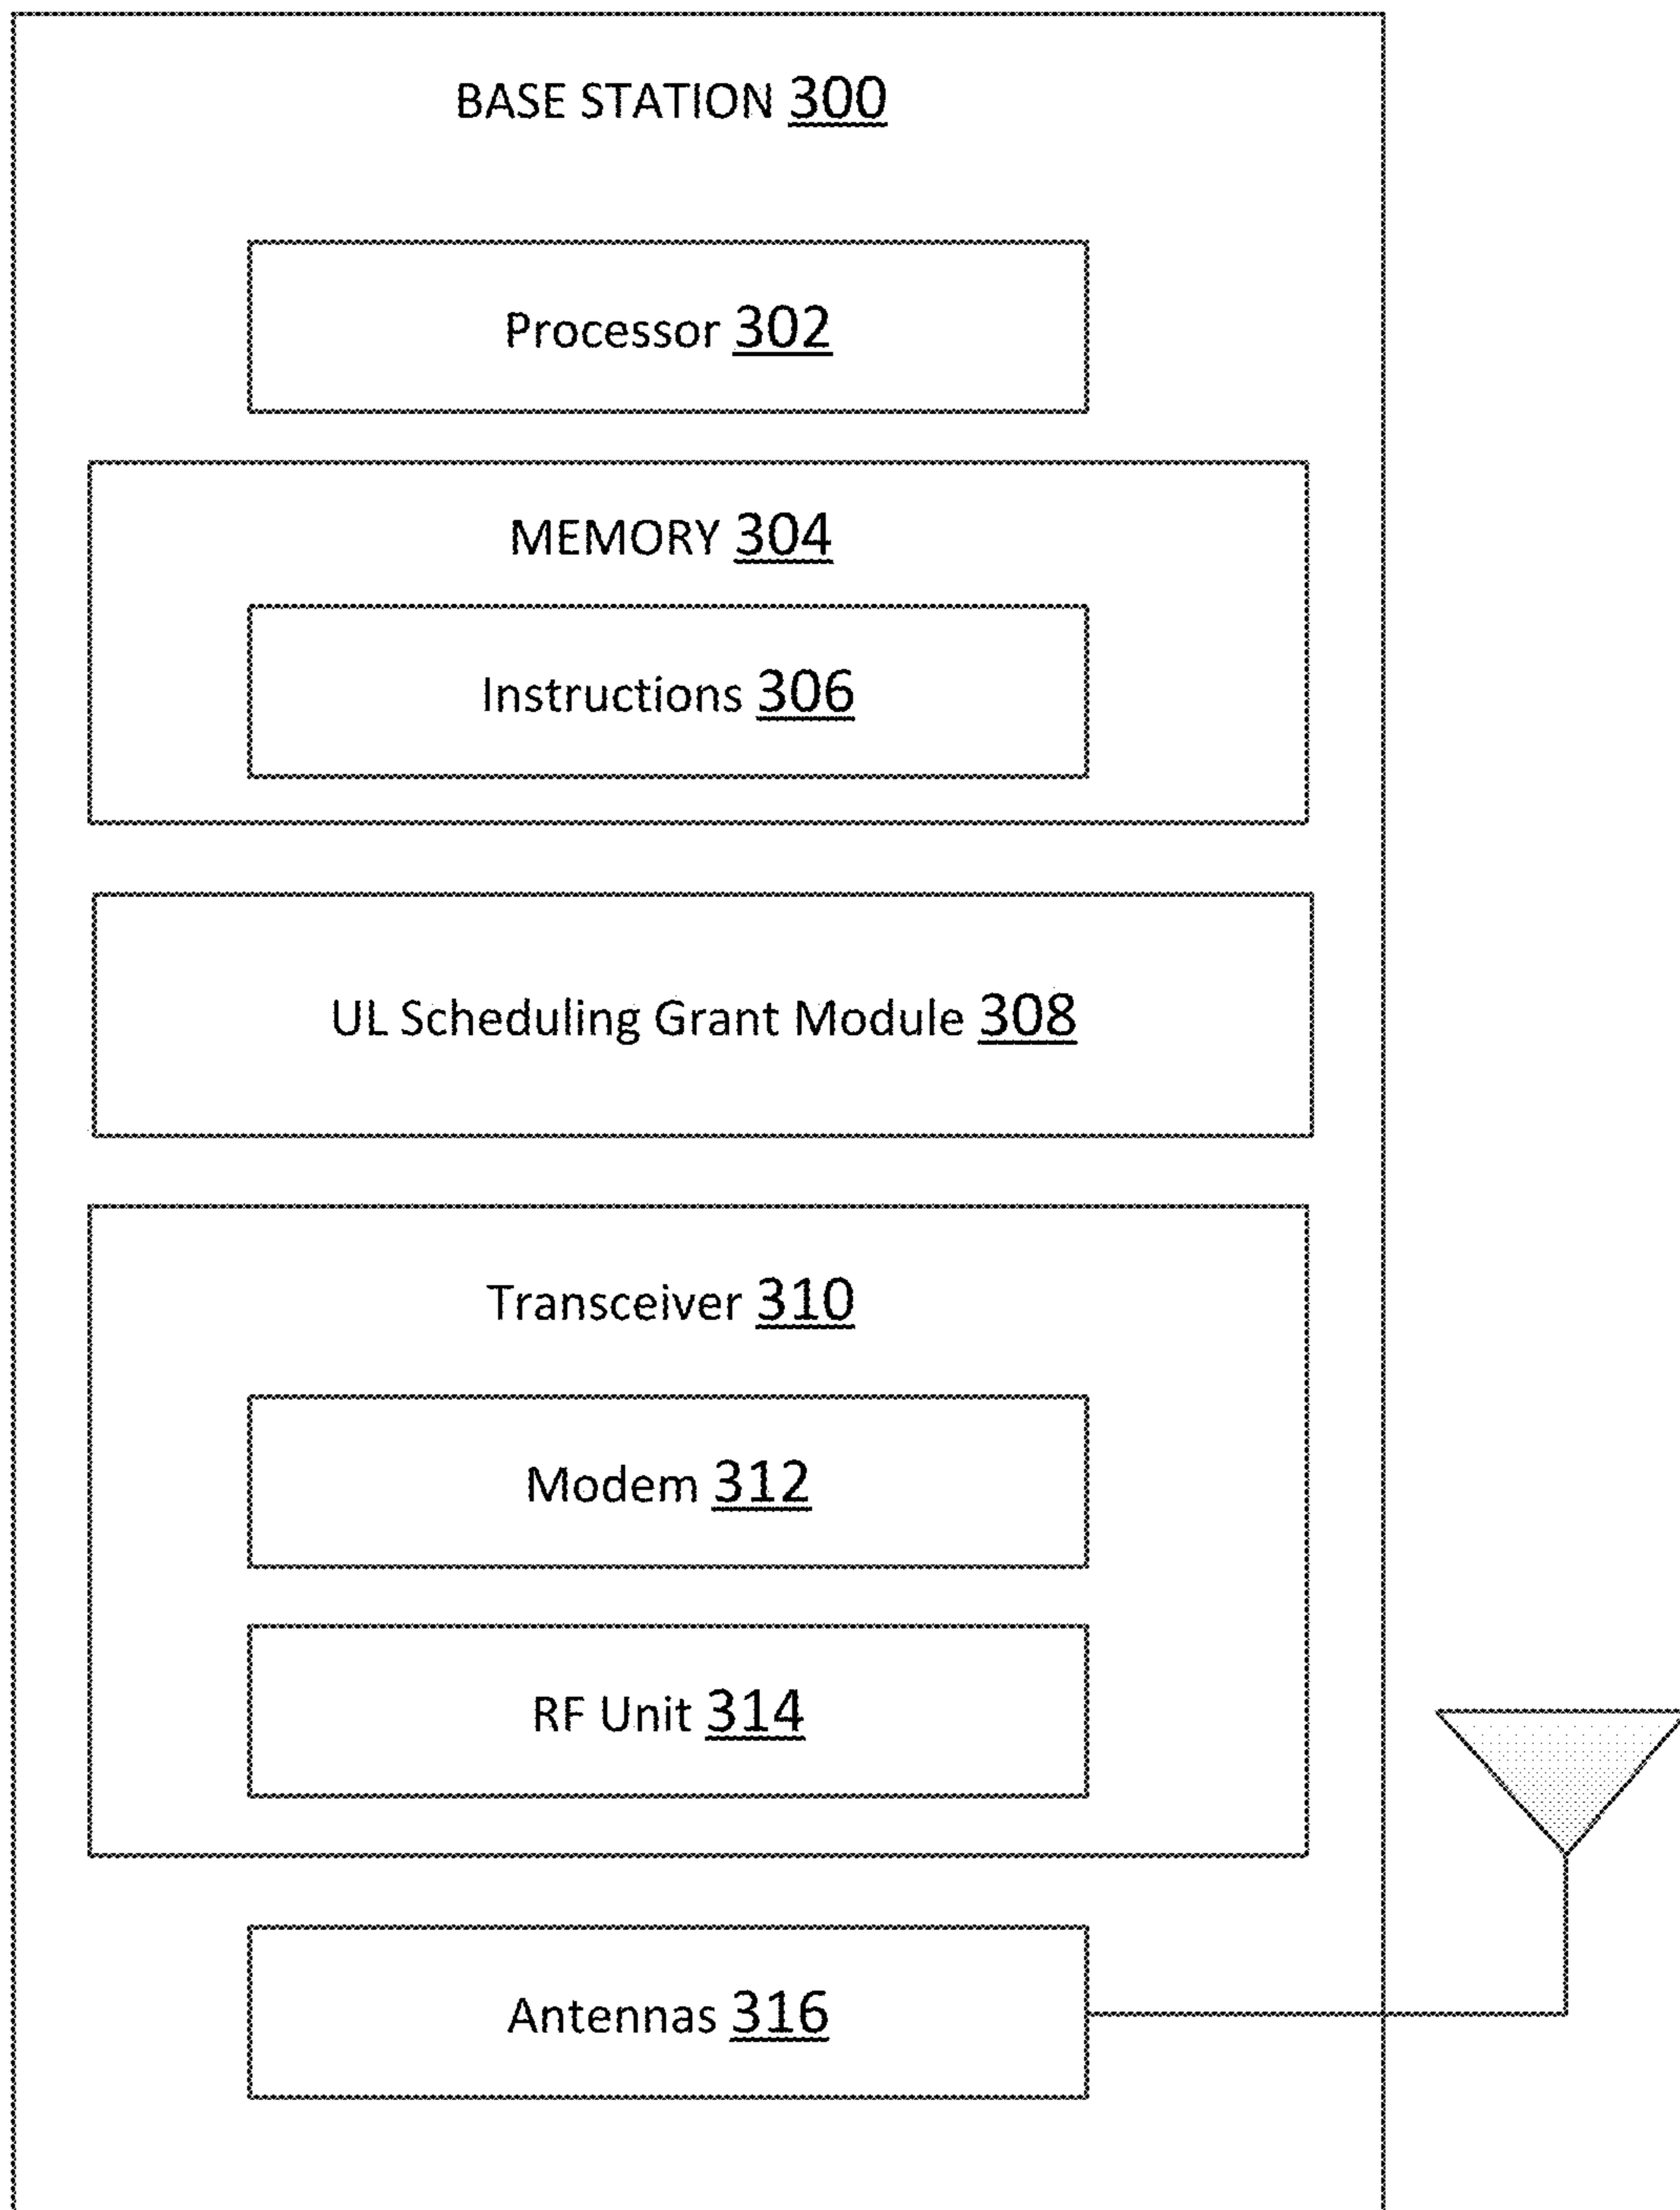 BASE STATION 300
Processor 302
MEMORY 304
Instructions 306
UL Scheduling Grant Module 308
Transceiver 310
Modem 312
RF Unit 314
Antennas 316